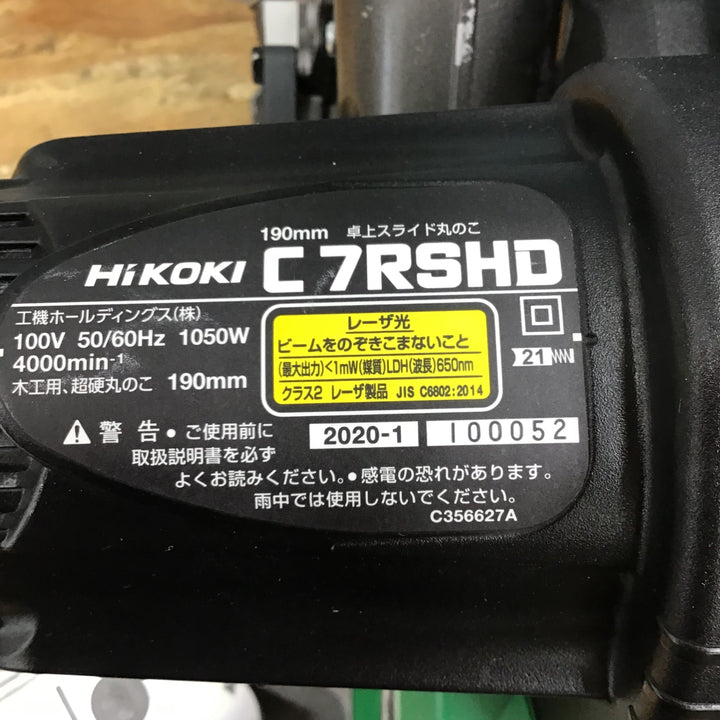 190mm 卓上スライド丸のこ
HiKOKI C 7RSHD
工機ホールディングス(株)
100V 50/60Hz 1050W
4000min-¹
木工用、超硬丸のこ 190mm
レーザ光
ビームをのぞきこまないこと
(最大出力)<1mW(媒質)LDH(波長)650nm
クラス2 レーザ製品 JIS C6802:2014
21
警告 ● ご使用前に
取扱説明書を必ず
よくお読みください。● 感電の恐れがあります。
雨中では使用しないでください。
2020-1 100052
C356627A